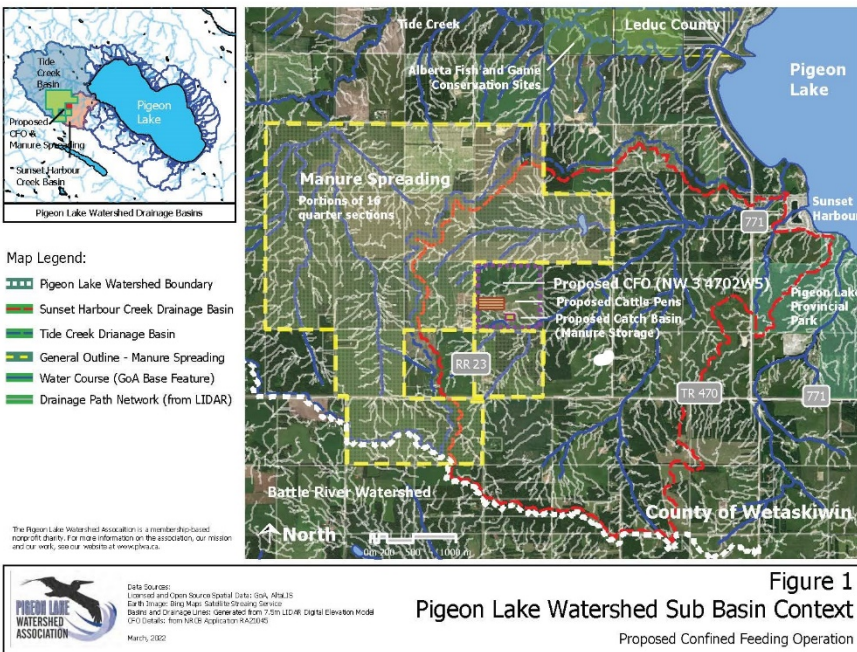 Tide
Creek
Basin
Pigeon
Lake
Proposed
CFO &
Manure Spreading
Sunset Harbour
Creek Basin
Pigeon Lake Watershed Drainage Basins
Map Legend:
Pigeon Lake Watershed Boundary
Sunset Harbour Creek Drainage Basin
Tide Creek Drianage Basin
General Outline - Manure Spreading
Water Course (GoA Base Feature)
Drainage Path Network (from LIDAR)
The Pigeon Lake Watershed Association is a membership-based
nonprofit charity. For more information on the association, our mission
and our work, see our website at www.plwa.ca.
Tide Creek
Leduc County
Alberta Fish and Game
Conservation Sites
Pigeon
Lake
Manure Spreading
Portions of 16
quarter sections
Sunset
Harbour
771
Proposed CFO (NW 3 4702W5)
Proposed Cattle Pens
Proposed Catch Basin
(Manure Storage)
Pigeon Lake
Provincial
Park
RR 23
TR 470
771
Battle River Watershed
County of Wetaskiwin
North
0m 200 500 1000 m
PIGEON LAKE
WATERSHED
ASSOCIATION
Data Sources:
Licensed and Open Source Spatial Data: GoA, AltaLIS
Earth Image: Bing Maps Satellite Streaming Service
Basins and Drainage Lines: Generated from 7.5m LIDAR Digital Elevation Model
CFO Details: from NRCB Application RA21045
March, 2022
Figure 1
Pigeon Lake Watershed Sub Basin Context
Proposed Confined Feeding Operation